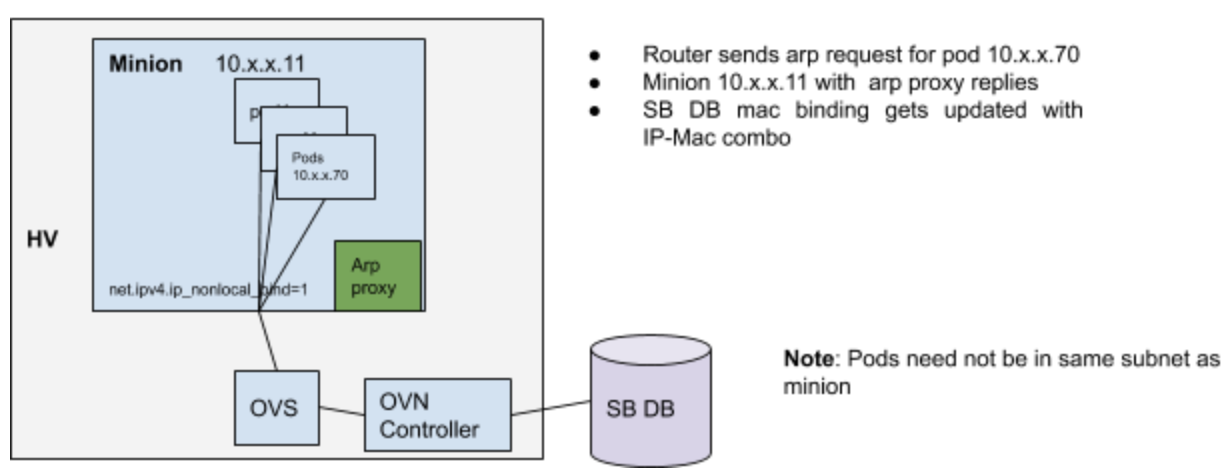 Minion 10.x.x.11
Pods
10.x.x.70
HV
Arp
proxy
net.ipv4.ip_nonlocal_bind=1
OVS
OVN
Controller
SB DB
● Router sends arp request for pod 10.x.x.70
● Minion 10.x.x.11 with arp proxy replies
● SB DB mac binding gets updated with
IP-Mac combo
Note: Pods need not be in same subnet as
minion